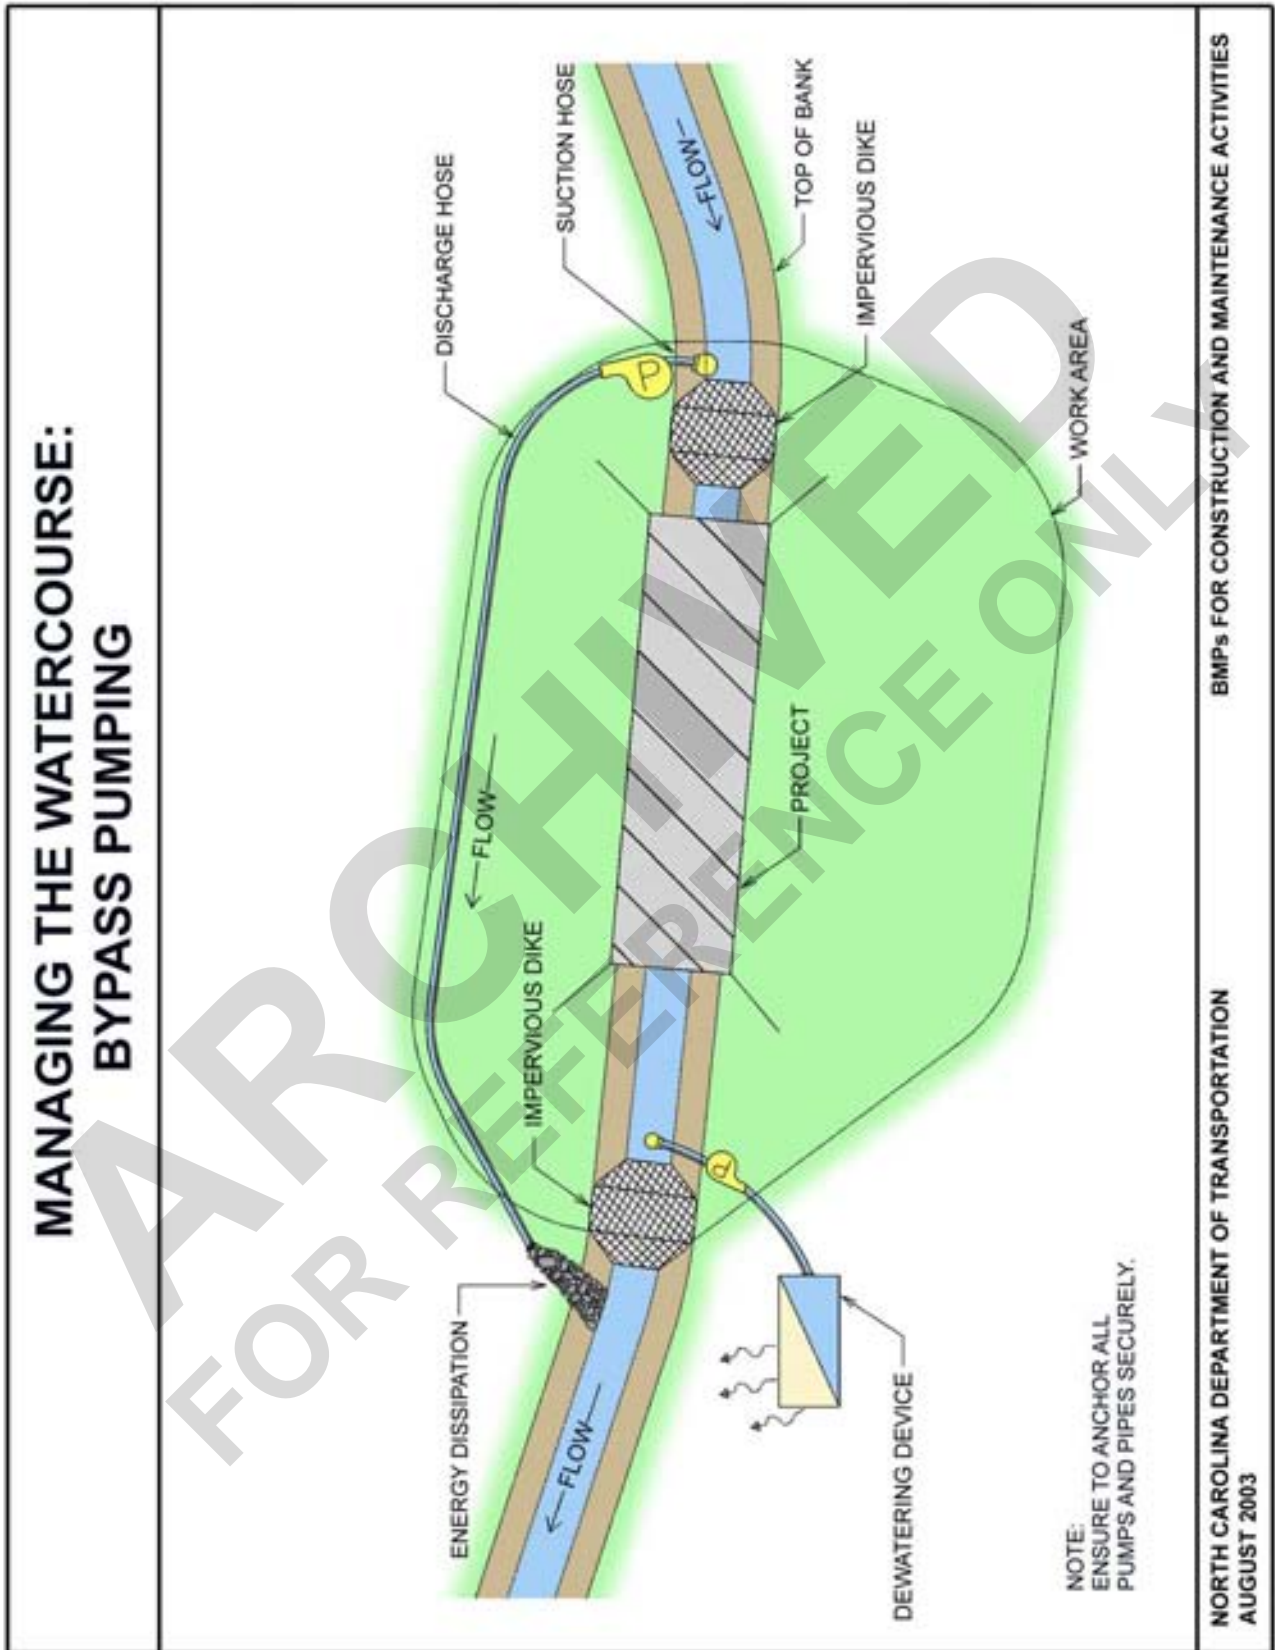 MANAGING THE WATERCOURSE:
BYPASS PUMPING
DISCHARGE HOSE
SUCTION HOSE
←FLOW
TOP OF BANK
IMPERVIOUS DIKE
P
←FLOW
WORK AREA
IMPERVIOUS DIKE
PROJECT
ENERGY DISSIPATION
P
←FLOW
DEWATERING DEVICE
NOTE:
ENSURE TO ANCHOR ALL
PUMPS AND PIPES SECURELY.
NORTH CAROLINA DEPARTMENT OF TRANSPORTATION
AUGUST 2003
BMPs FOR CONSTRUCTION AND MAINTENANCE ACTIVITIES
ARCHIVED
FOR REFERENCE ONLY